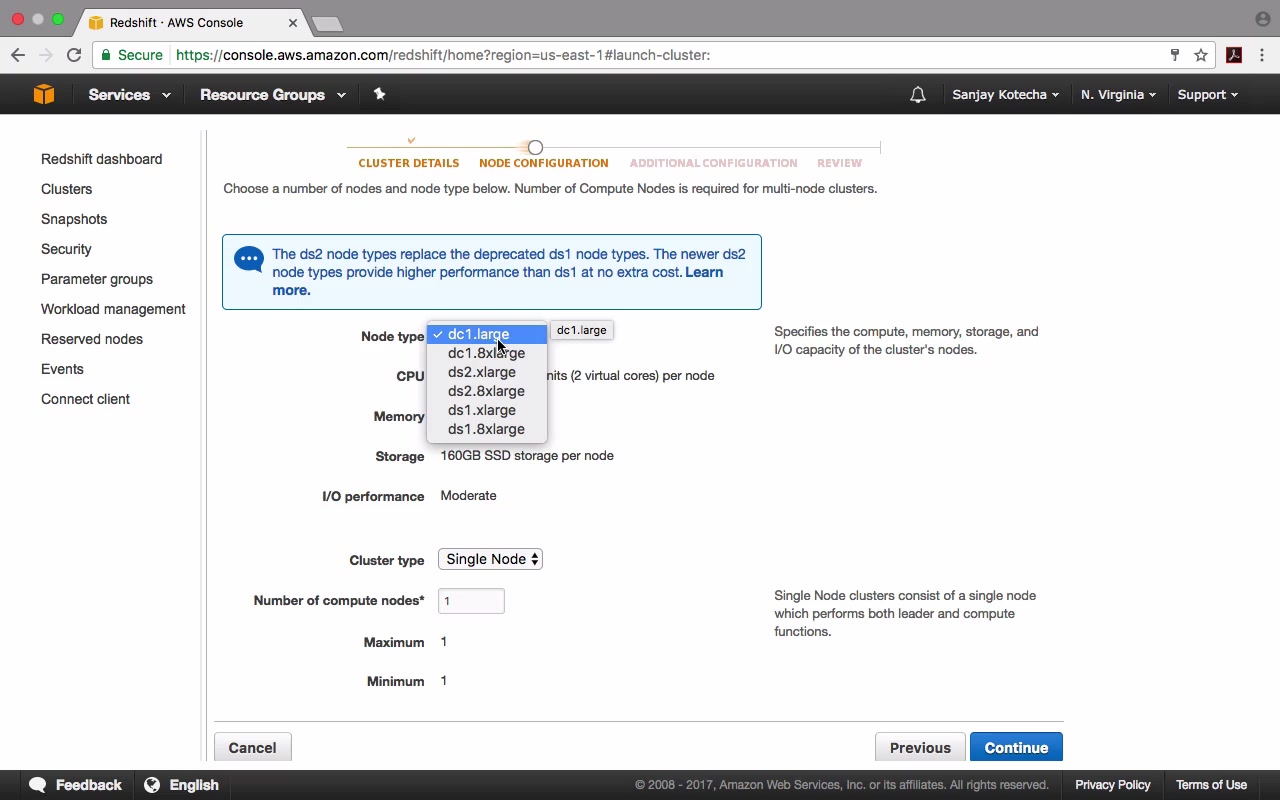 Redshift · AWS Console
Secure https://console.aws.amazon.com/redshift/home?region=us-east-1#launch-cluster:
Services Resource Groups Sanjay Kotecha N. Virginia Support
Redshift dashboard
Clusters
Snapshots
Security
Parameter groups
Workload management
Reserved nodes
Events
Connect client
CLUSTER DETAILS NODE CONFIGURATION ADDITIONAL CONFIGURATION REVIEW
Choose a number of nodes and node type below. Number of Compute Nodes is required for multi-node clusters.
The ds2 node types replace the deprecated ds1 node types. The newer ds2
node types provide higher performance than ds1 at no extra cost. Learn
more.
Node type
dc1.large
dc1.8xlarge
ds2.xlarge
ds2.8xlarge
ds1.xlarge
ds1.8xlarge
dc1.large
Specifies the compute, memory, storage, and
I/O capacity of the cluster's nodes.
CPU nits (2 virtual cores) per node
Memory
Storage 160GB SSD storage per node
I/O performance Moderate
Cluster type Single Node
Number of compute nodes* 1
Single Node clusters consist of a single node
which performs both leader and compute
functions.
Maximum 1
Minimum 1
Cancel Previous Continue
Feedback English © 2008 - 2017, Amazon Web Services, Inc. or its affiliates. All rights reserved. Privacy Policy Terms of Use